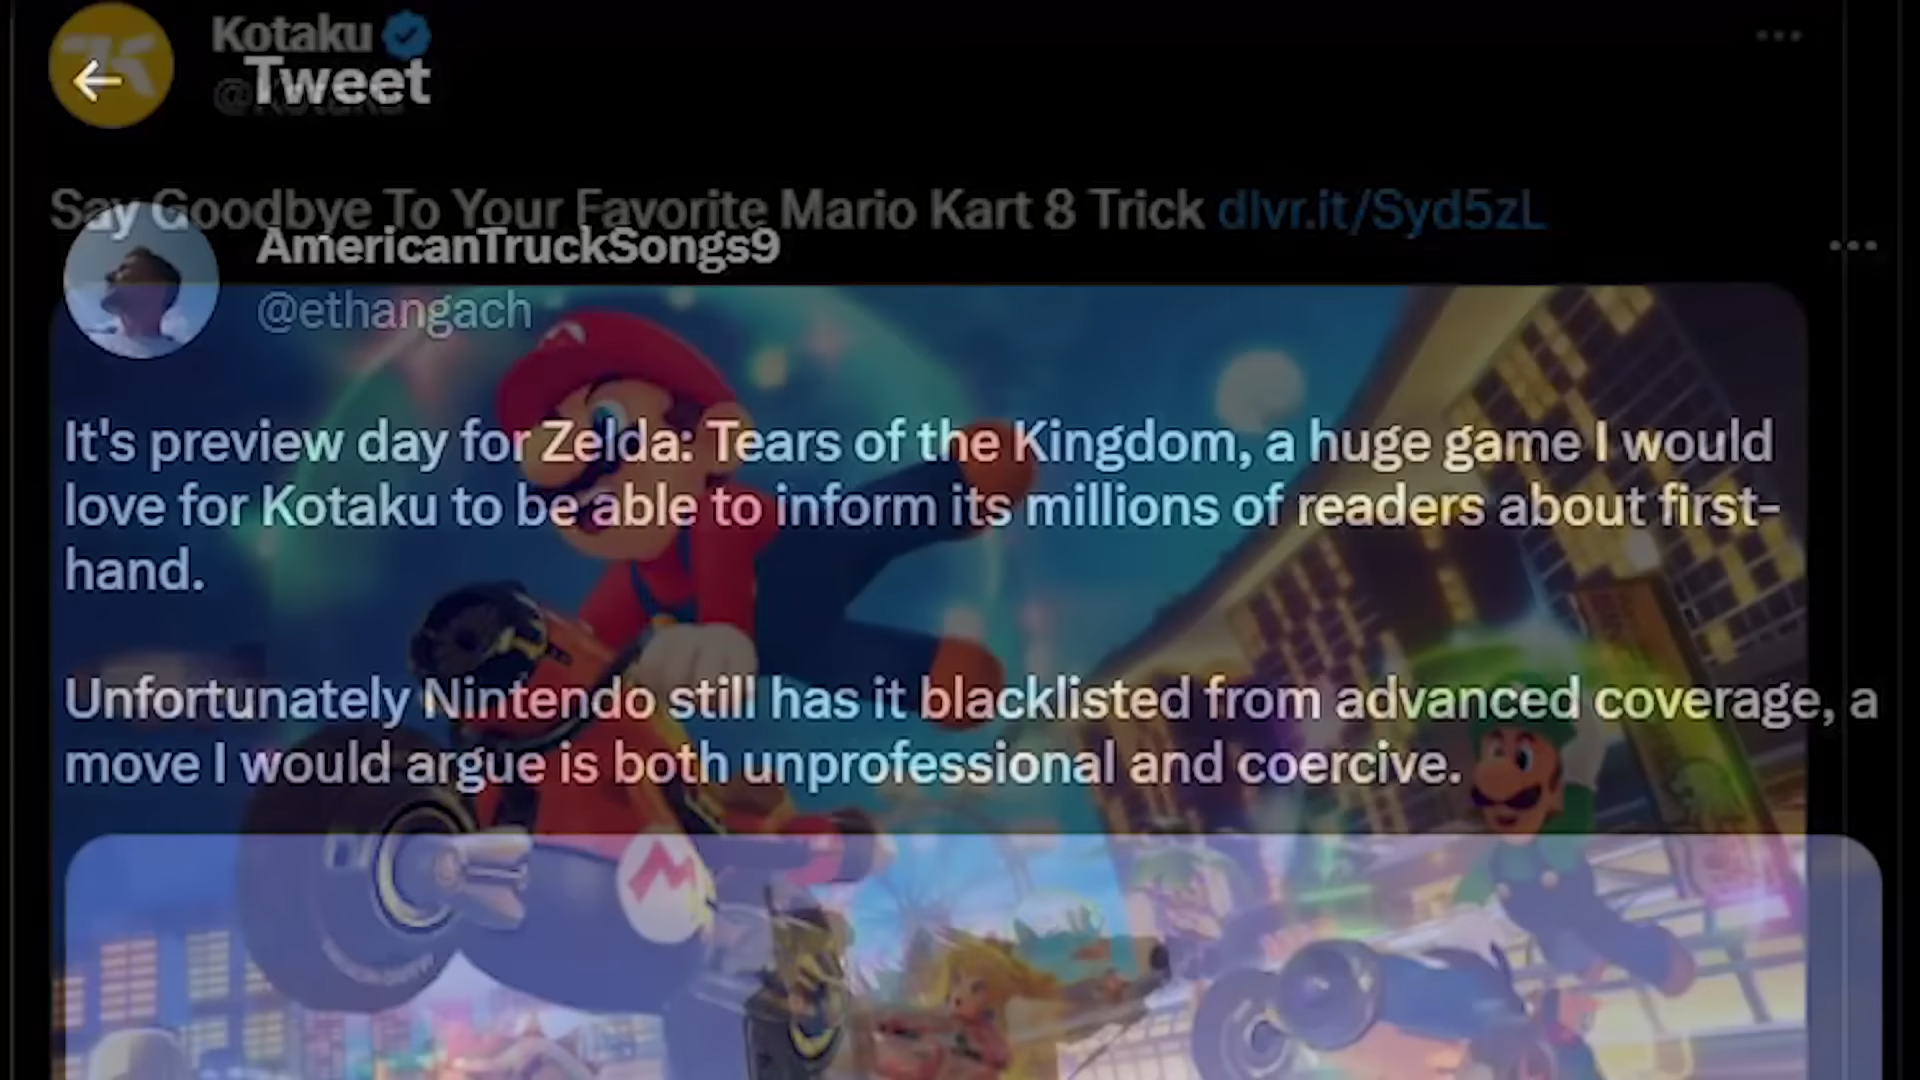 Kotaku
Tweet
Say Goodbye To Your Favorite Mario Kart 8 Trick dlvr.it/Syd5zL
AmericanTruckSongs9
@ethangach
It's preview day for Zelda: Tears of the Kingdom, a huge game I would
love for Kotaku to be able to inform its millions of readers about first-
hand.
Unfortunately Nintendo still has it blacklisted from advanced coverage, a
move I would argue is both unprofessional and coercive.